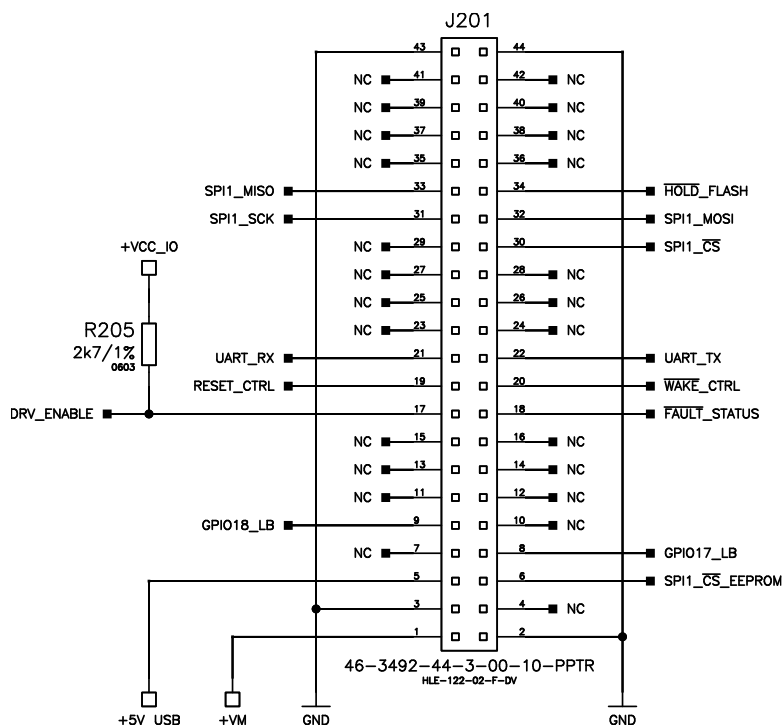 J201
43 44
NC 41 42 NC
NC 39 40 NC
NC 37 38 NC
NC 35 36 NC
SPI1_MISO 33 34 HOLD_FLASH
SPI1_SCK 31 32 SPI1_MOSI
NC 29 30 SPI1_CS
+VCC_IO
NC 27 28 NC
NC 25 26 NC
NC 23 24 NC
R205
2k7/1%
0603
UART_RX 21 22 UART_TX
RESET_CTRL 19 20 WAKE_CTRL
DRV_ENABLE 17 18 FAULT_STATUS
NC 15 16 NC
NC 13 14 NC
NC 11 12 NC
GPIO18_LB 9 10 NC
NC 7 8 GPIO17_LB
5 6 SPI1_CS_EEPROM
3 4 NC
1 2
46-3492-44-3-00-10-PPTR
HLE-122-02-F-DV
+5V_USB +VM GND GND